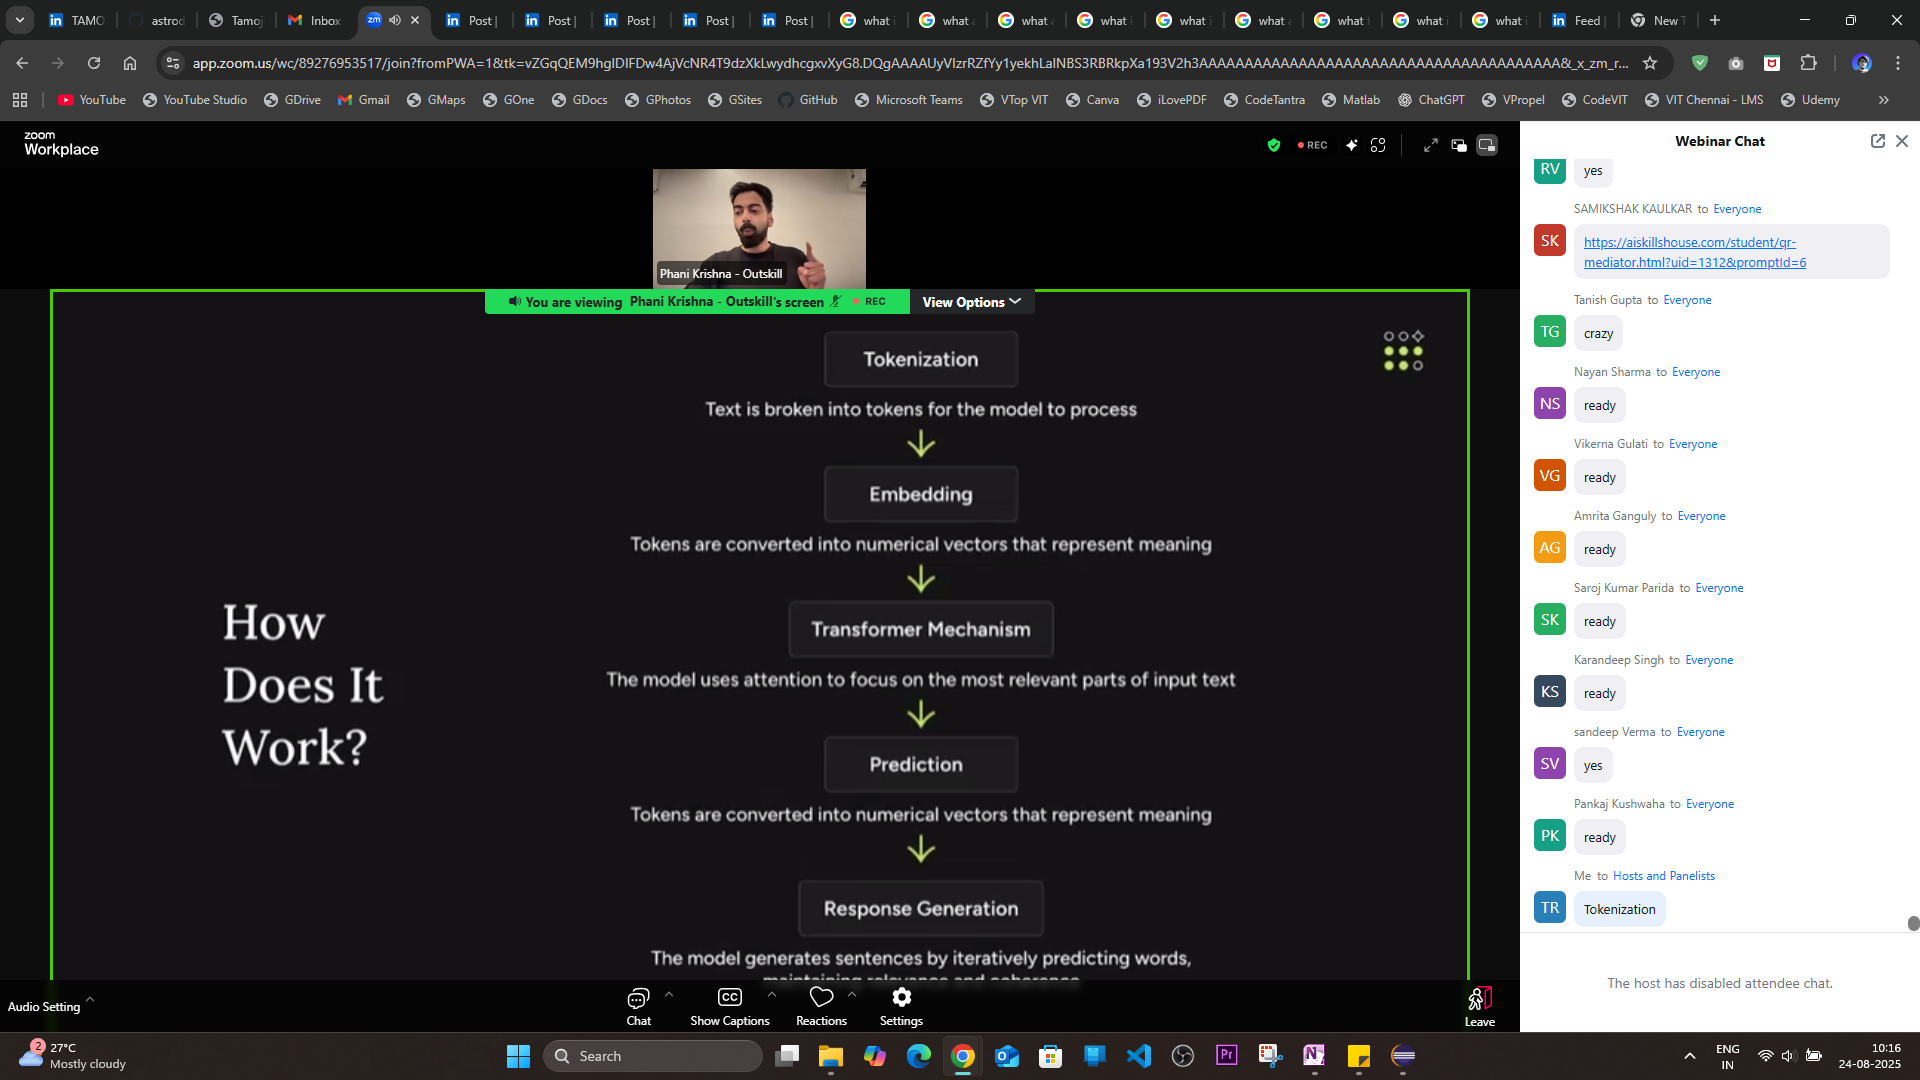 TAMO
astrod
Tamoj
Inbox
Post |
Post |
Post |
Post |
Post |
what i
what a
what a
what i
what i
what a
what t
what i
what i
Feed |
New T
app.zoom.us/wc/89276953517/join?fromPWA=1&tk=
YouTube
YouTube Studio
GDrive
Gmail
GMaps
GOne
GDocs
GPhotos
GSites
GitHub
Microsoft Teams
VTop VIT
Canva
iLovePDF
CodeTantra
Matlab
ChatGPT
VPropel
CodeVIT
VIT Chennai - LMS
Udemy
zoom
Workplace
REC
Phani Krishna - Outskill
You are viewing Phani Krishna - Outskill's screen
REC
View Options
How
Does It
Work?
Tokenization
Text is broken into tokens for the model to process
Embedding
Tokens are converted into numerical vectors that represent meaning
Transformer Mechanism
The model uses attention to focus on the most relevant parts of input text
Prediction
Tokens are converted into numerical vectors that represent meaning
Response Generation
The model generates sentences by iteratively predicting words,
maintaining relevance and coherence
Webinar Chat
RV
yes
SAMIKSHAK KAULKAR to Everyone
SK
https://aiskillshouse.com/student/qr-
mediator.html?uid=1312&promptId=6
Tanish Gupta to Everyone
TG
crazy
Nayan Sharma to Everyone
NS
ready
Vikerna Gulati to Everyone
VG
ready
Amrita Ganguly to Everyone
AG
ready
Saroj Kumar Parida to Everyone
SK
ready
Karandeep Singh to Everyone
KS
ready
sandeep Verma to Everyone
SV
yes
Pankaj Kushwaha to Everyone
PK
ready
Me to Hosts and Panelists
TR
Tokenization
The host has disabled attendee chat.
Audio Setting
Chat
CC
Show Captions
Reactions
Settings
Leave
2
27°C
Mostly cloudy
Search
Pr
ENG
IN
10:16
24-08-2025